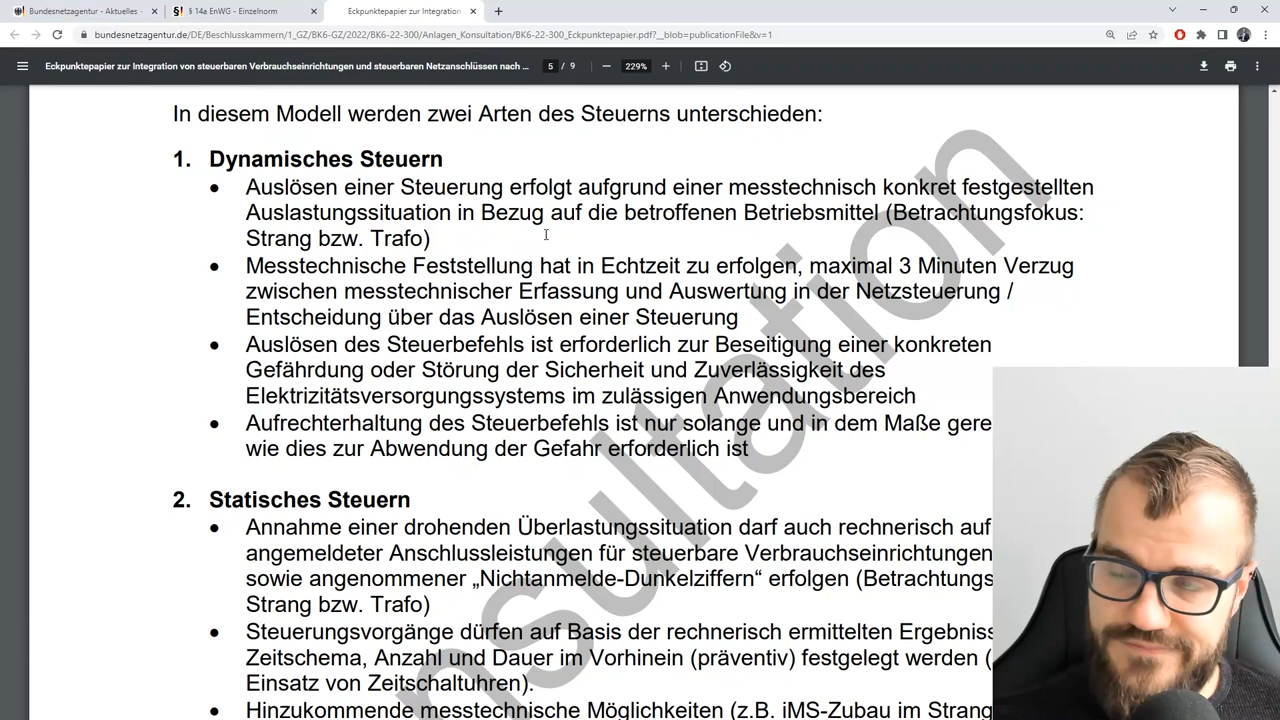 Bundesnetzagentur - Aktuelles -
§ 14a EnWG - Einzelnorm
Eckpunktepapier zur Integration
bundesnetzagentur.de/DE/Beschlusskammern/1_GZ/BK6-GZ/2022/BK6-22-300/Anlagen_Konsultation/BK6-22-300_Eckpunktepapier.pdf?__blob=publicationFile&v=1
Eckpunktepapier zur Integration von steuerbaren Verbrauchseinrichtungen und steuerbaren Netzanschlüssen nach ...
5 / 9
229%
In diesem Modell werden zwei Arten des Steuerns unterschieden:
1. Dynamisches Steuern
• Auslösen einer Steuerung erfolgt aufgrund einer messtechnisch konkret festgestellten
Auslastungssituation in Bezug auf die betroffenen Betriebsmittel (Betrachtungsfokus:
Strang bzw. Trafo)
• Messtechnische Feststellung hat in Echtzeit zu erfolgen, maximal 3 Minuten Verzug
zwischen messtechnischer Erfassung und Auswertung in der Netzsteuerung /
Entscheidung über das Auslösen einer Steuerung
• Auslösen des Steuerbefehls ist erforderlich zur Beseitigung einer konkreten
Gefährdung oder Störung der Sicherheit und Zuverlässigkeit des
Elektrizitätsversorgungssystems im zulässigen Anwendungsbereich
• Aufrechterhaltung des Steuerbefehls ist nur solange und in dem Maße gere
wie dies zur Abwendung der Gefahr erforderlich ist
2. Statisches Steuern
• Annahme einer drohenden Überlastungssituation darf auch rechnerisch auf
angemeldeter Anschlussleistungen für steuerbare Verbrauchseinrichtungen
sowie angenommener „Nichtanmelde-Dunkelziffern“ erfolgen (Betrachtungs
Strang bzw. Trafo)
• Steuerungsvorgänge dürfen auf Basis der rechnerisch ermittelten Ergebniss
Zeitschema, Anzahl und Dauer im Vorhinein (präventiv) festgelegt werden (
Einsatz von Zeitschaltuhren).
• Hinzukommende messtechnische Möglichkeiten (z.B. iMS-Zubau im Strang
nsultation